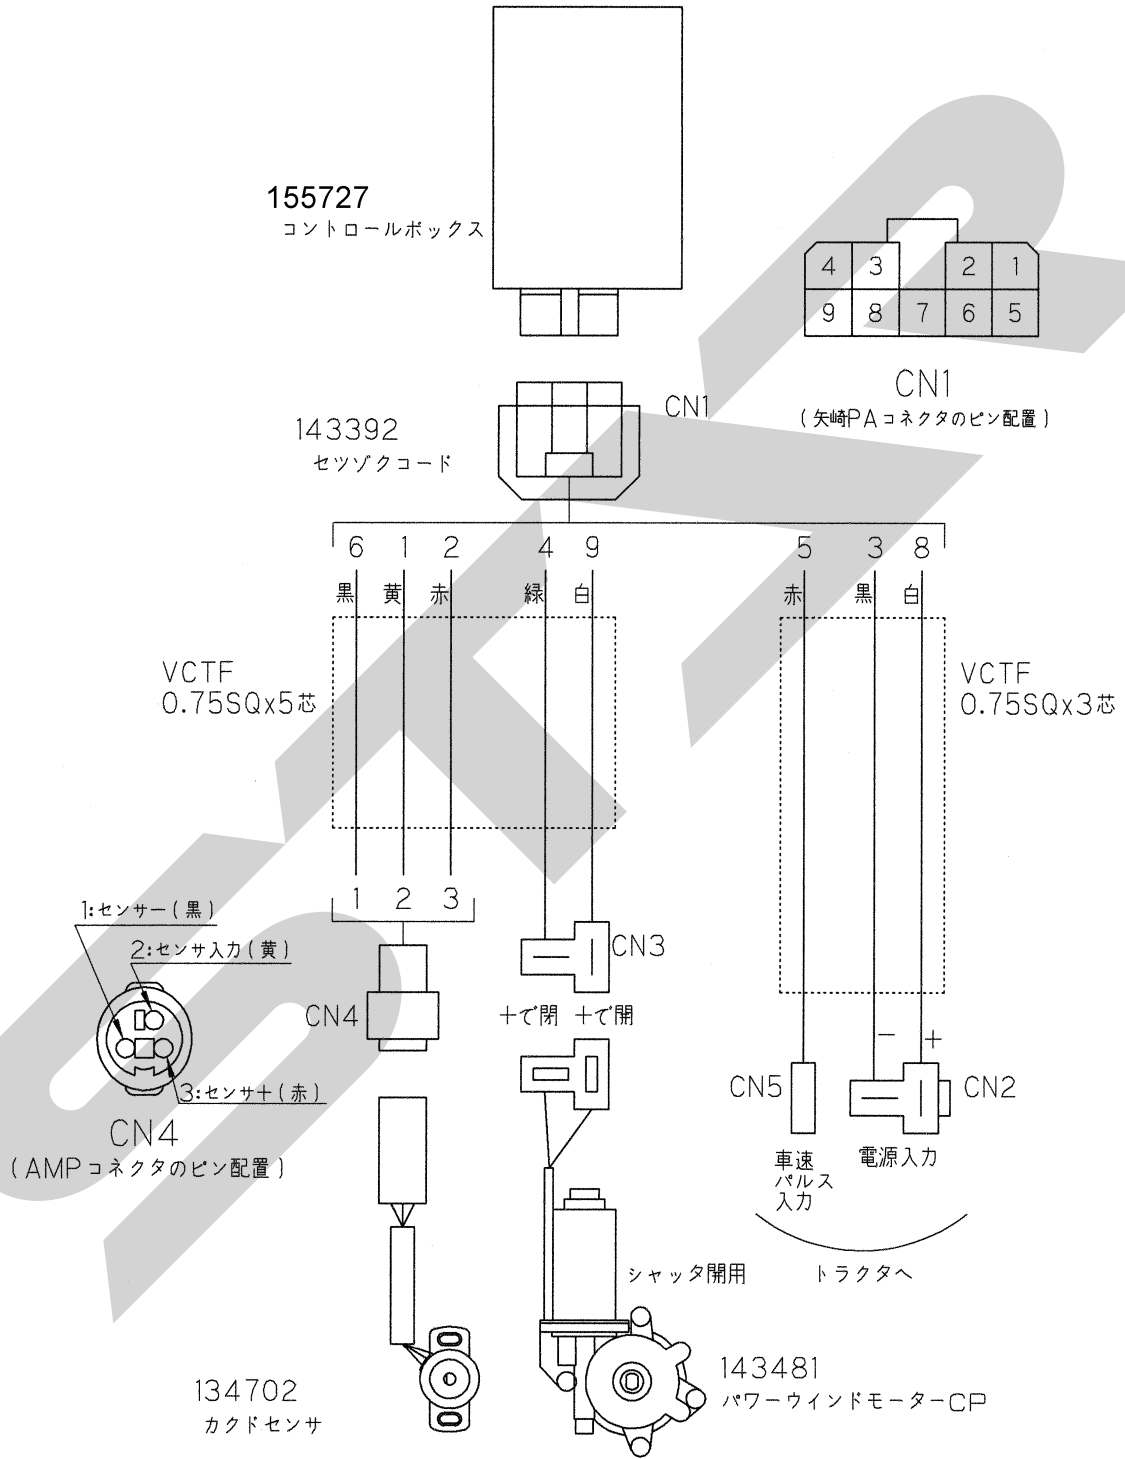 155727
コントロールボックス
4 3 2 1
9 8 7 6 5
CN1
(矢崎PAコネクタのピン配置)
CN1
143392
セツゾクコード
6 1 2 4 9 5 3 8
黒 黄 赤 緑 白 赤 黒 白
VCTF
0.75SQx5芯
VCTF
0.75SQx3芯
1 2 3
1:センサー(黒)
2:センサ入力(黄)
3:センサ+(赤)
CN4
(AMPコネクタのピン配置)
CN4
CN3
+で閉 +で開
- +
CN5
CN2
車速
パルス
入力
電源入力
トラクタへ
シャッタ開用
134702
カクドセンサ
143481
パワーウインドモーターCP
STAR